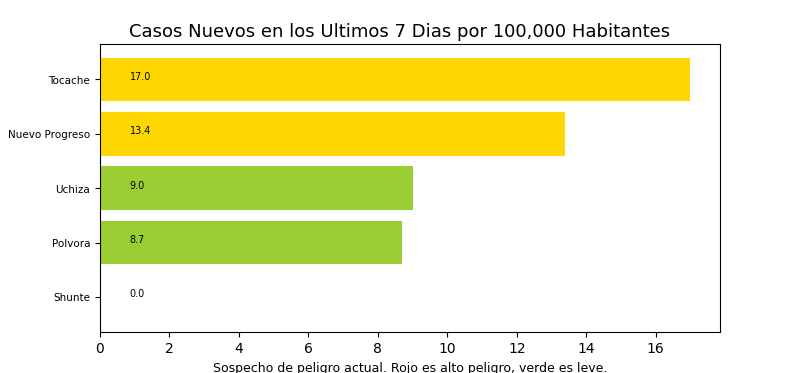 Casos Nuevos en los Ultimos 7 Dias por 100,000 Habitantes
Tocache 17.0
Nuevo Progreso 13.4
Uchiza 9.0
Polvora 8.7
Shunte 0.0
0 2 4 6 8 10 12 14 16
Sospecho de peligro actual. Rojo es alto peligro, verde es leve.